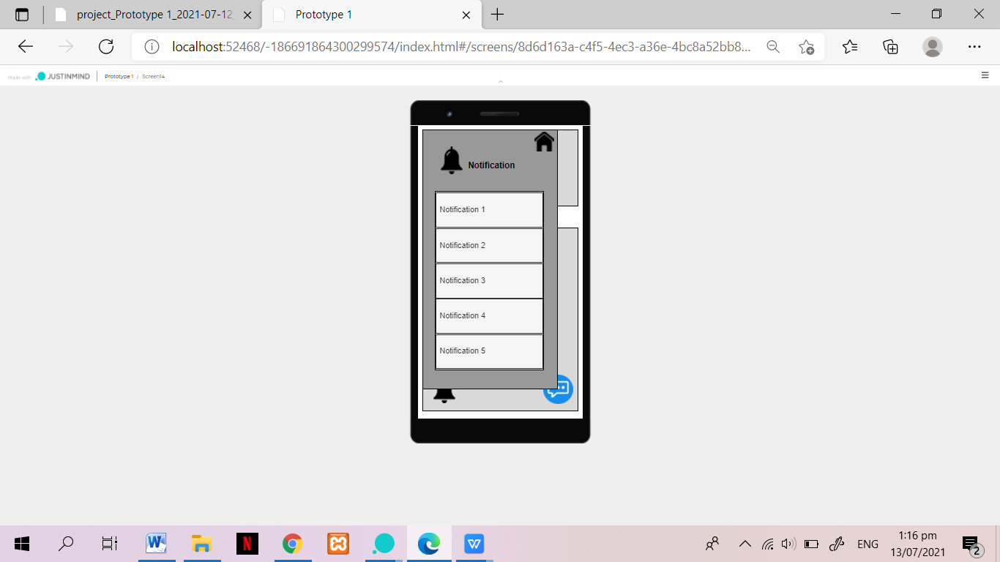 project_Prototype 1_2021-07-12_
Prototype 1
localhost:52468/-186691864300299574/index.html#/screens/8d6d163a-c4f5-4ec3-a36e-4bc8a52bb8...
Made with JUSTINMIND Prototype 1 / Screen14
Notification
Notification 1
Notification 2
Notification 3
Notification 4
Notification 5
W N W ENG
1:16 pm
13/07/2021
2